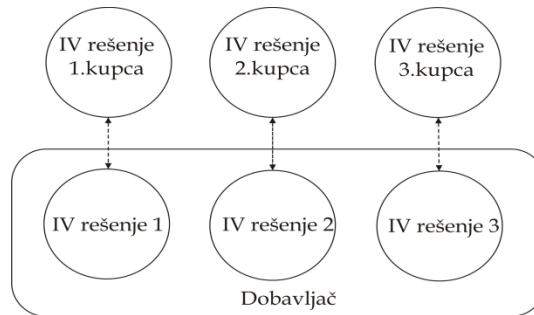 IV rešenje
1.kupca
IV rešenje
2.kupca
IV rešenje
3.kupca
IV rešenje 1
IV rešenje 2
IV rešenje 3
Dobavljač